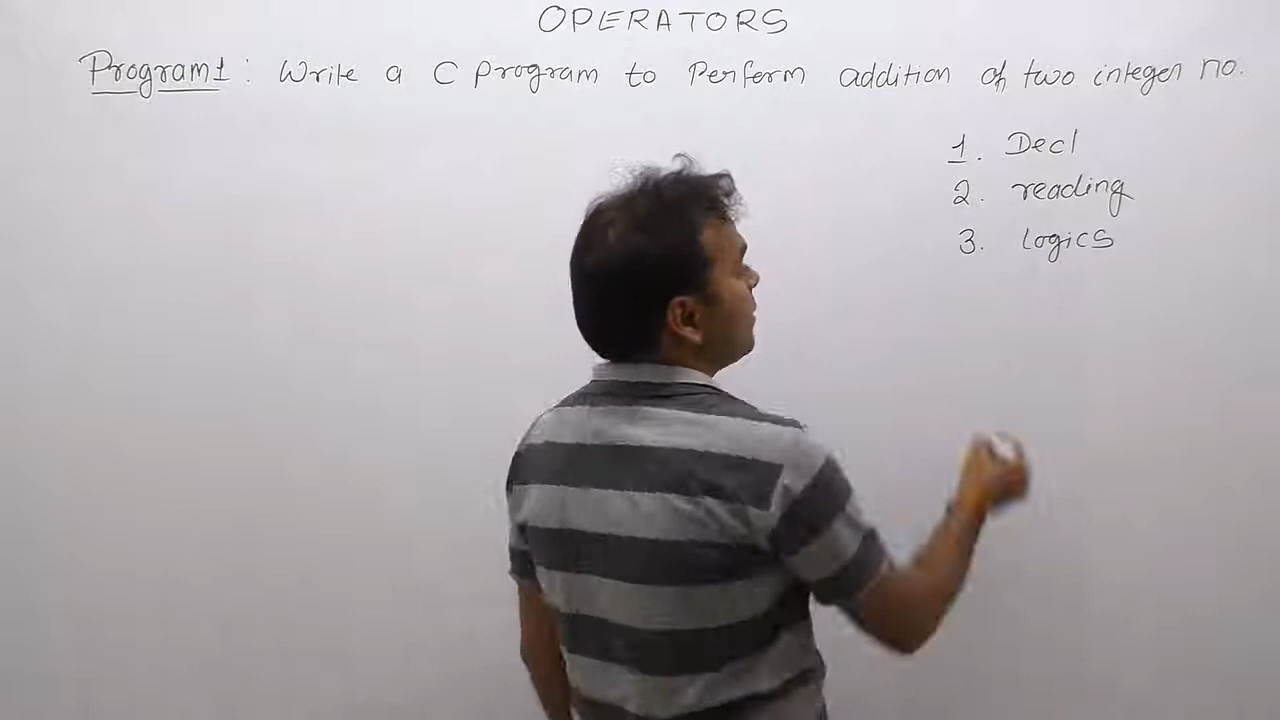 OPERATORS
Program1 : Write a C program to Perform addition of two integer no.
1. Decl
2. reading
3. logics